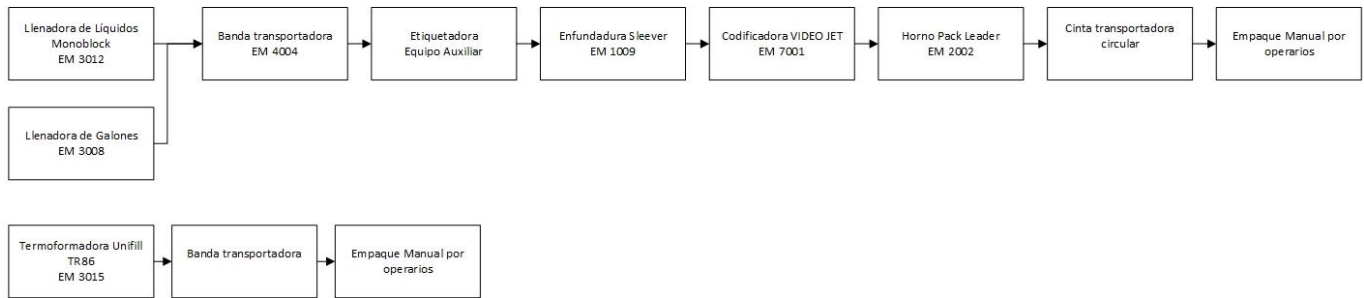 Llenadora de Líquidos
Monoblock
EM 3012
Banda transportadora
EM 4004
Etiquetadora
Equipo Auxiliar
Enfundadura Sleever
EM 1009
Codificadora VIDEO JET
EM 7001
Horno Pack Leader
EM 2002
Cinta transportadora
circular
Empaque Manual por
operarios
Llenadora de Galones
EM 3008
Termoformadora Unifill
TR86
EM 3015
Banda transportadora
Empaque Manual por
operarios